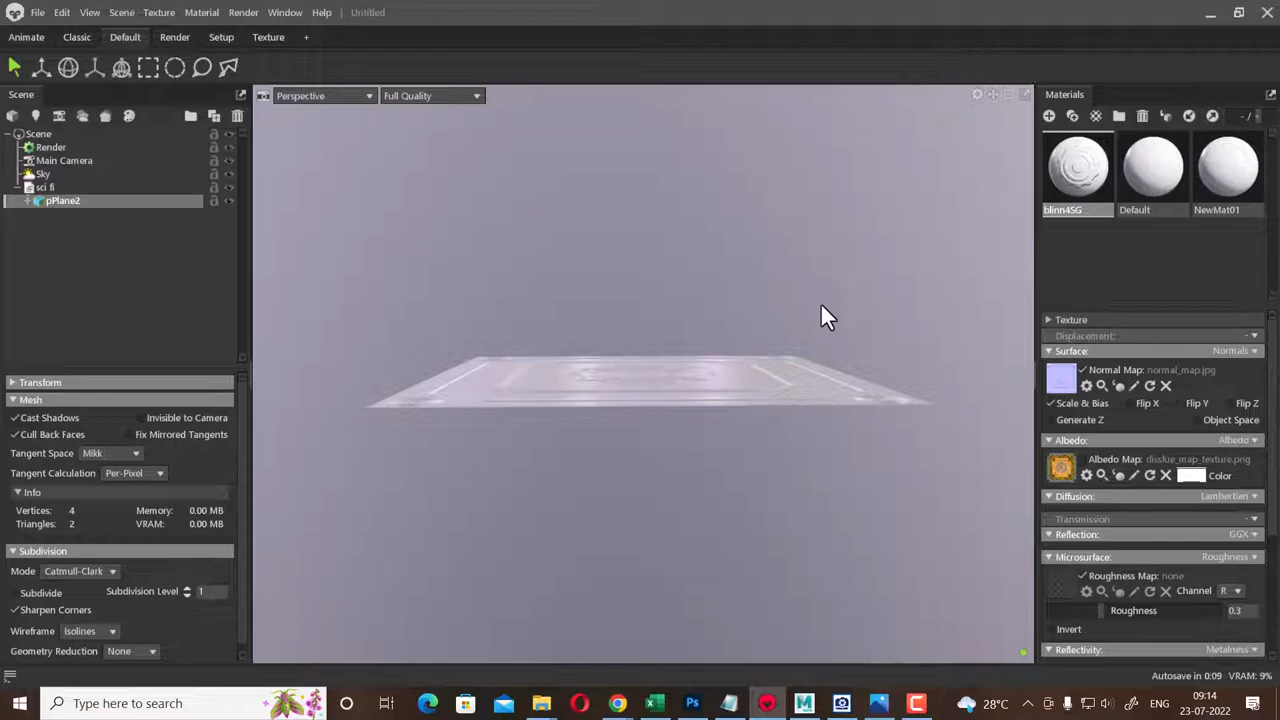 File Edit View Scene Texture Material Render Window Help Untitled
Animate Classic Default Render Setup Texture +
Scene
Perspective
Full Quality
Scene
Render
Main Camera
Sky
sci fi
pPlane2
Transform
Mesh
Cast Shadows Invisible to Camera
Cull Back Faces Fix Mirrored Tangents
Tangent Space Mikk
Tangent Calculation Per-Pixel
Info
Vertices: 4 Memory: 0.00 MB
Triangles: 2 VRAM: 0.00 MB
Subdivision
Mode Catmull-Clark
Subdivide Subdivision Level 1
Sharpen Corners
Wireframe Isolines
Geometry Reduction None
Materials
- /
blinn4SG Default NewMat01
Texture
Displacement: -
Surface: Normals
Normal Map: normal_map.jpg
Scale & Bias Flip X Flip Y Flip Z
Generate Z Object Space
Albedo: Albedo
Albedo Map: dissfue_map_texture.png
Color
Diffusion: Lambertian
Transmission -
Reflection: GGX
Microsurface: Roughness
Roughness Map: none
Channel R
Roughness 0.3
Invert
Reflectivity: Metalness
Autosave in 0:09 VRAM: 9%
Type here to search
Ps
28°C ENG 09:14
23-07-2022